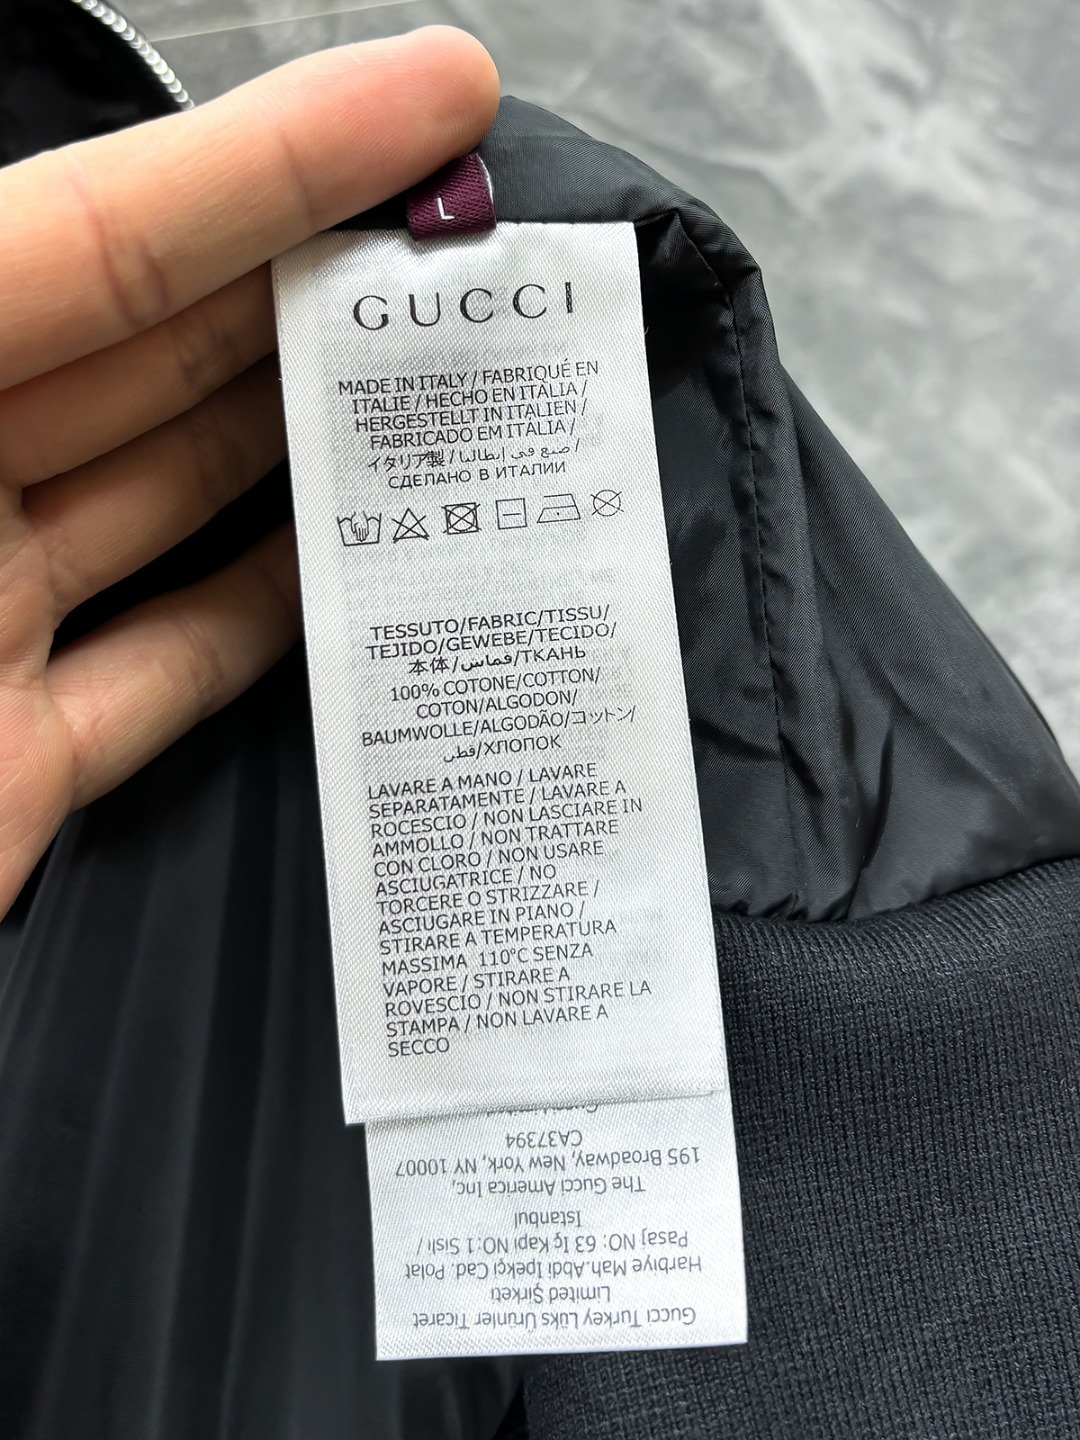 L
GUCCI
MADE IN ITALY / FABRIQUÉ EN
ITALIE / HECHO EN ITÀLIA /
HERGESTELLT IN ITALIEN /
FABRICADO EM ITALIA /
イタリア製 / صنع في إيطاليا /
СДЕЛАНО В ИТАЛИИ
TESSUTO/FABRIC/TISSU/
TEJIDO/GEWEBE/TECIDO/
本体/قماس/ТКАНЬ
100% COTONE/COTTON/
COTON/ALGODON/
BAUMWOLLE/ALGODÃO/コットン/
قطن/ХЛОПОК
LAVARE A MANO / LAVARE
SEPARATAMENTE / LAVARE A
ROCESCIO / NON LASCIARE IN
AMMOLLO / NON TRATTARE
CON CLORO / NON USARE
ASCIUGATRICE / NO
TORCERE O STRIZZARE /
ASCIUGARE IN PIANO /
STIRARE A TEMPERATURA
MASSIMA 110°C SENZA
VAPORE / STIRARE A
ROVESCIO / NON STIRARE LA
STAMPA / NON LAVARE A
SECCO
Gucci Turkey Lüks Ürünler Ticaret
Limited Şirketi
Harbiye Mah.Abdi Ipekçi Cad. Polat
Pasaj NO: 63 Iç Kapi NO:1 Sisli /
Istanbul
The Gucci America Inc,
195 Broadway, New York, NY 10007
CA37394